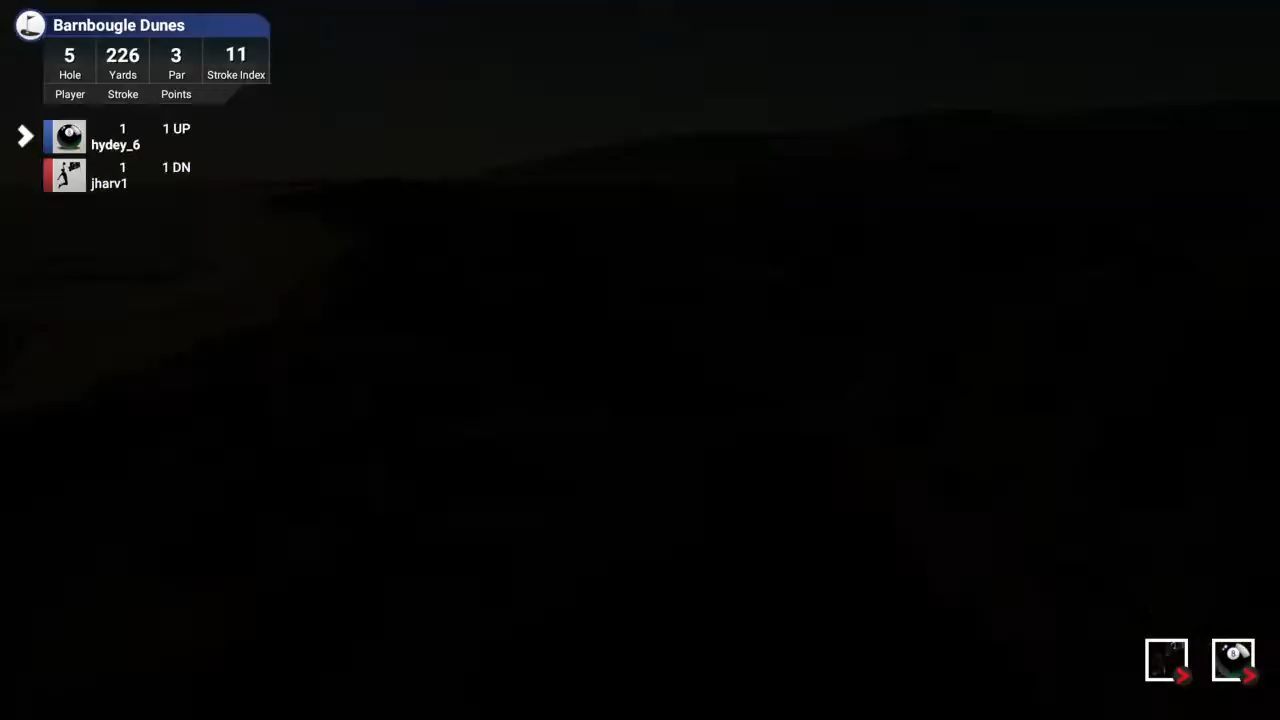 Barnbougle Dunes
5 226 3 11
Hole Yards Par Stroke Index
Player Stroke Points
1 1 UP
hydey_6
1 1 DN
jharv1
8